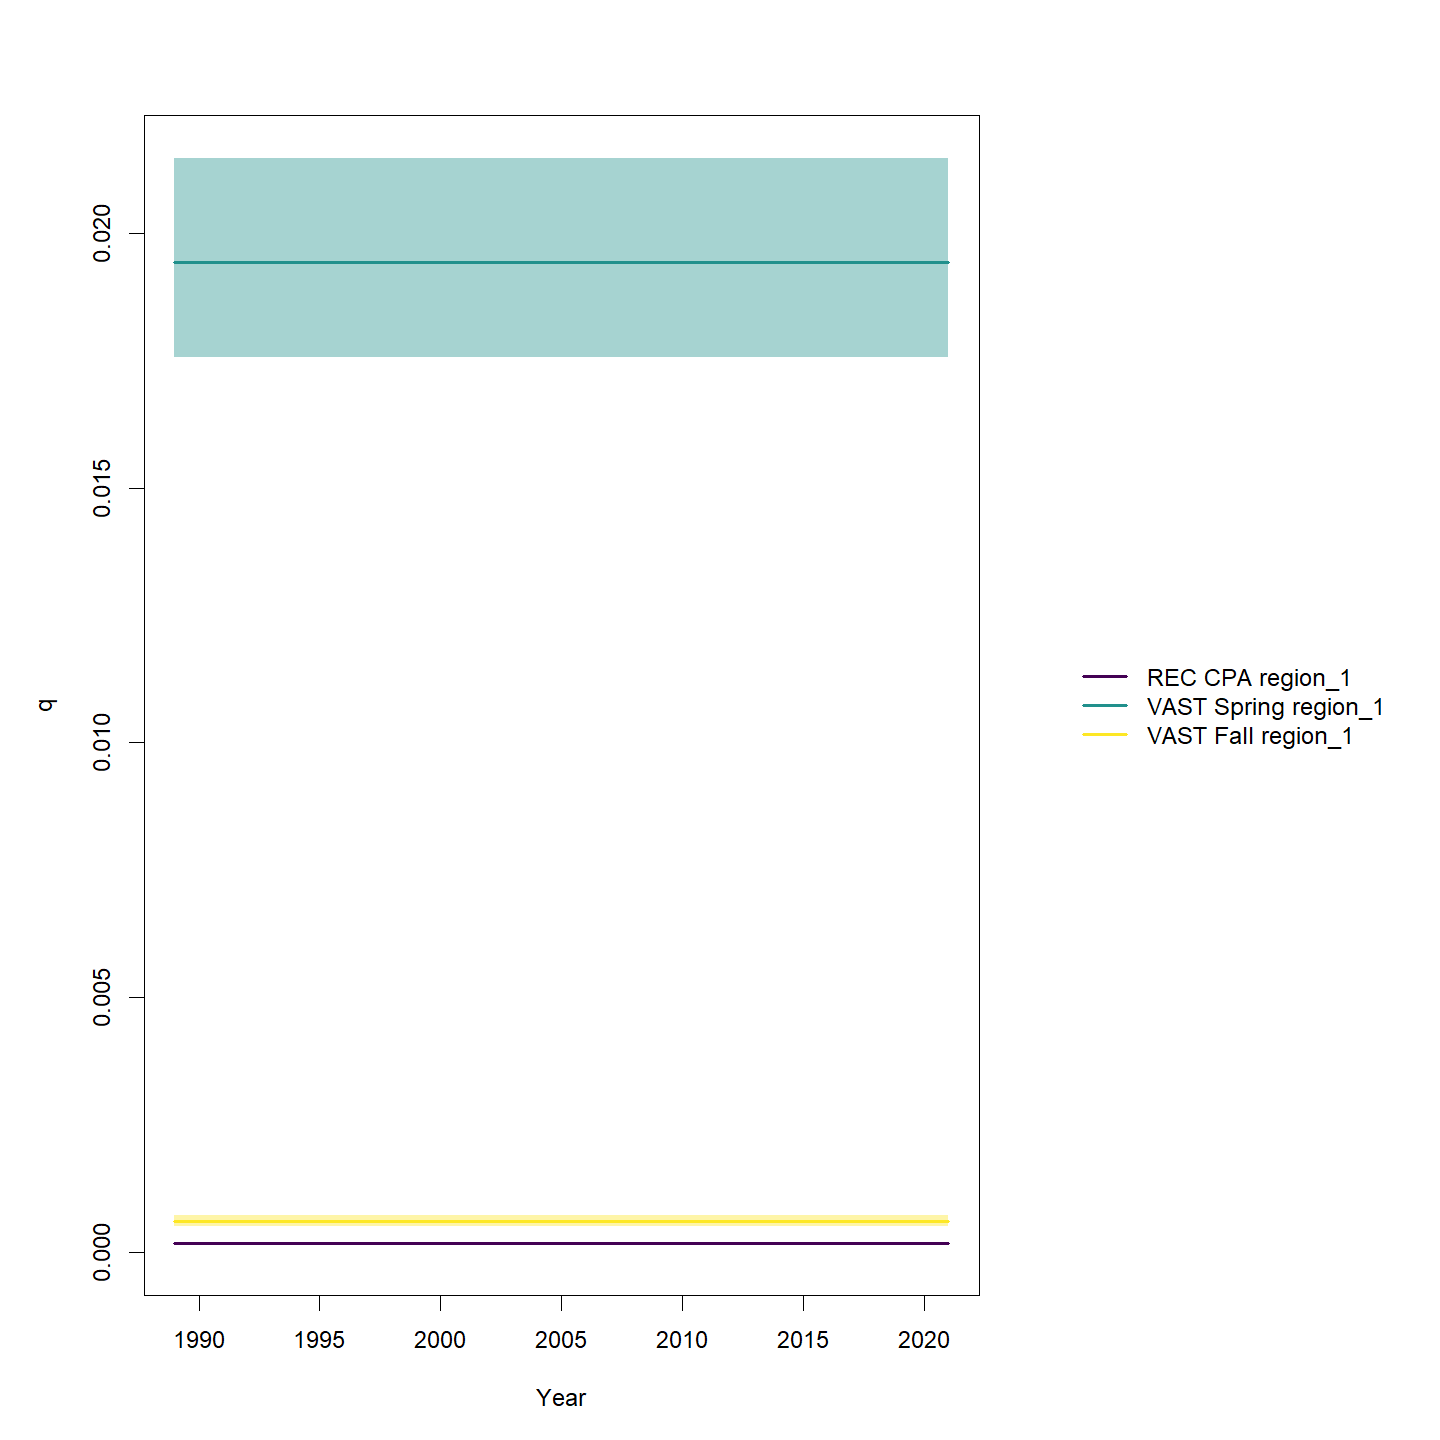 0.020
0.015
0.010
0.005
0.000
q
1990 1995 2000 2005 2010 2015 2020
Year
REC CPA region_1
VAST Spring region_1
VAST Fall region_1